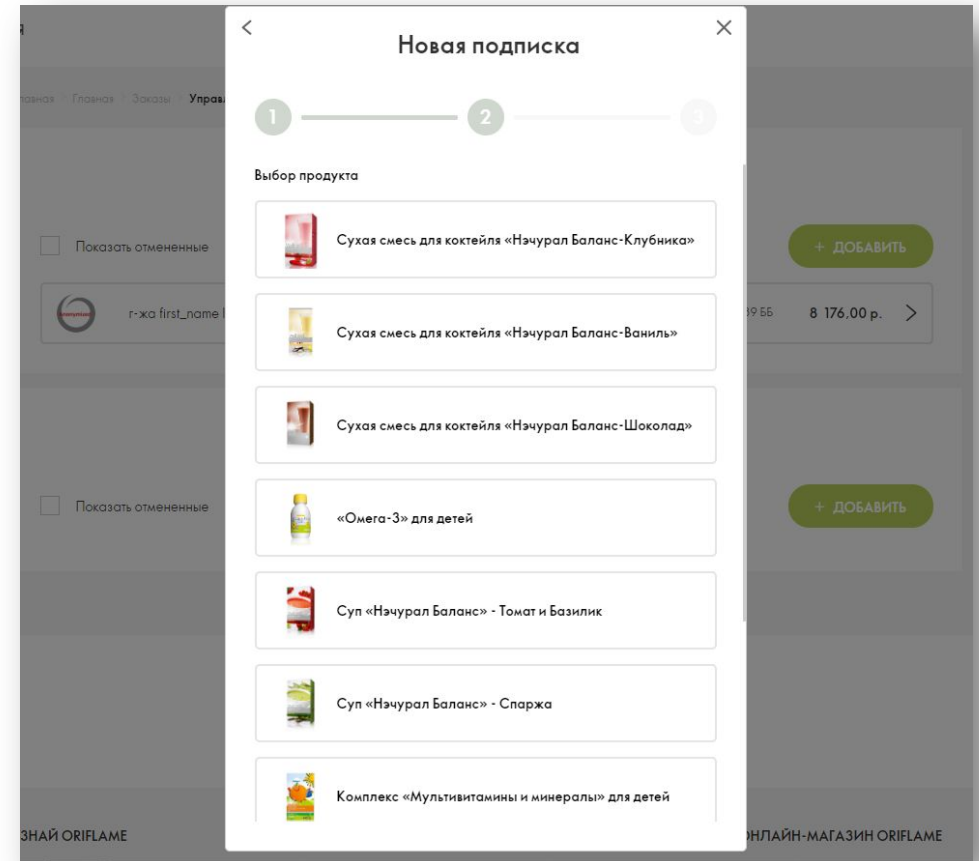 Новая подписка
Главная / Заказы / Управ
1
2
3
Выбор продукта
Показать отмененные
+ ДОБАВИТЬ
Сухая смесь для коктейля «Нэчурал Баланс-Клубника»
г-жа first_name
39 ББ
8 176,00 р.
Сухая смесь для коктейля «Нэчурал Баланс-Ваниль»
Сухая смесь для коктейля «Нэчурал Баланс-Шоколад»
Показать отмененные
+ ДОБАВИТЬ
«Омега-3» для детей
Суп «Нэчурал Баланс» - Томат и Базилик
Суп «Нэчурал Баланс» - Спаржа
Комплекс «Мультивитамины и минералы» для детей
ЗНАЙ ORIFLAME
ОНЛАЙН-МАГАЗИН ORIFLAME